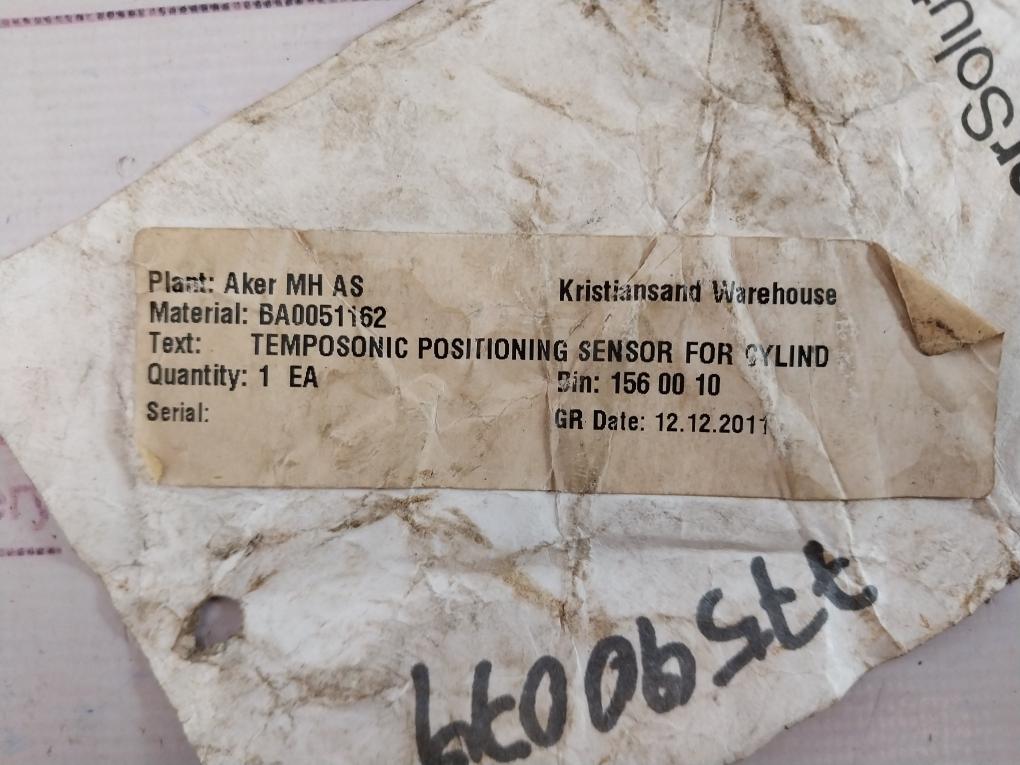 erSolu
Plant: Aker MH AS
Kristiansand Warehouse
Material: BA0051162
Text: TEMPOSONIC POSITIONING SENSOR FOR CYLIND
Quantity: 1 EA
Bin: 156 00 10
Serial:
GR Date: 12.12.2011